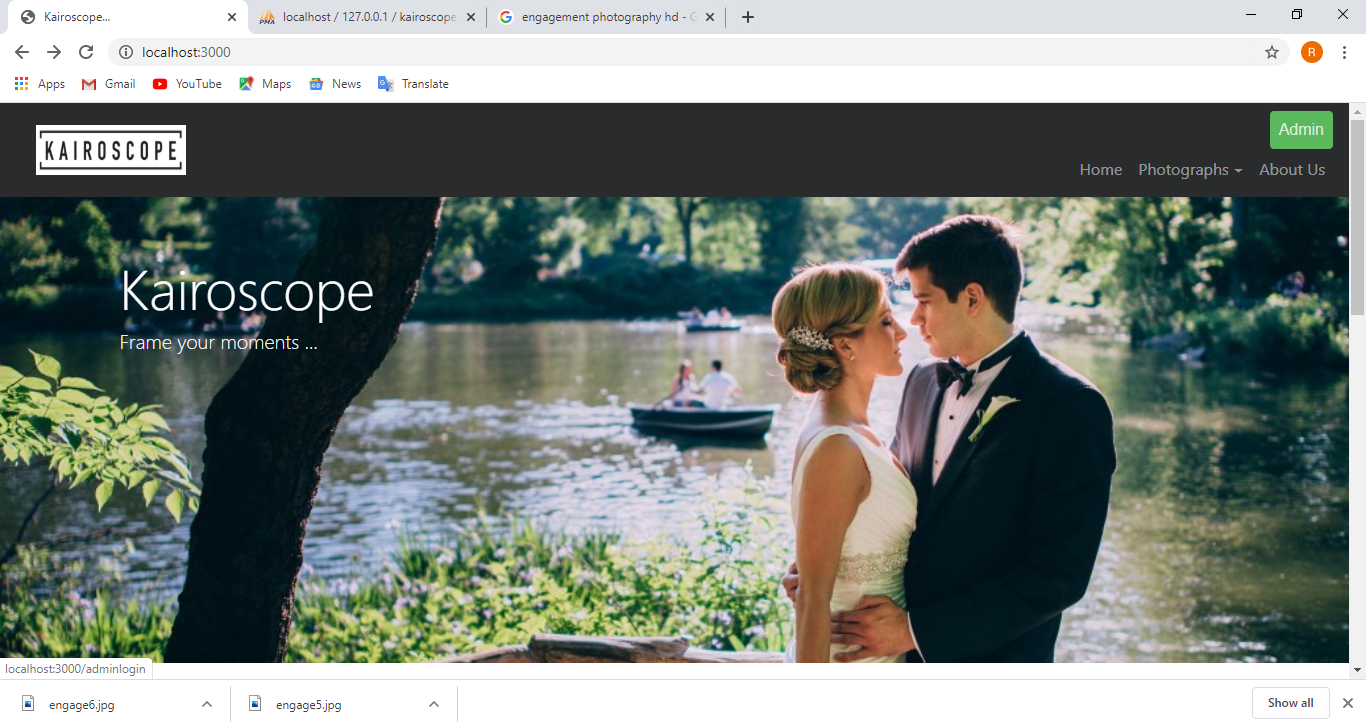 Kairoscope...
localhost / 127.0.0.1 / kairoscope
engagement photography hd - G
localhost:3000
R
Apps
Gmail
YouTube
Maps
News
Translate
KAIROSCOPE
Admin
Home
Photographs
About Us
Kairoscope
Frame your moments ...
localhost:3000/adminlogin
engage6.jpg
engage5.jpg
Show all